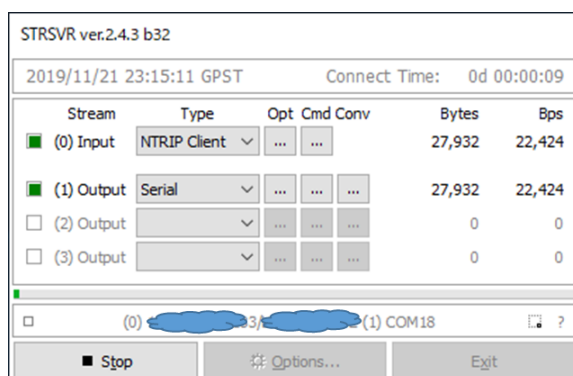 STRSVR ver.2.4.3 b32
2019/11/21 23:15:11 GPST Connect Time: 0d 00:00:09
Stream Type Opt Cmd Conv Bytes Bps
(0) Input NTRIP Client ... ... 27,932 22,424
(1) Output Serial ... ... ... 27,932 22,424
(2) Output ... ... ... 0 0
(3) Output ... ... ... 0 0
(0) (1) COM18 ?
Stop Options... Exit